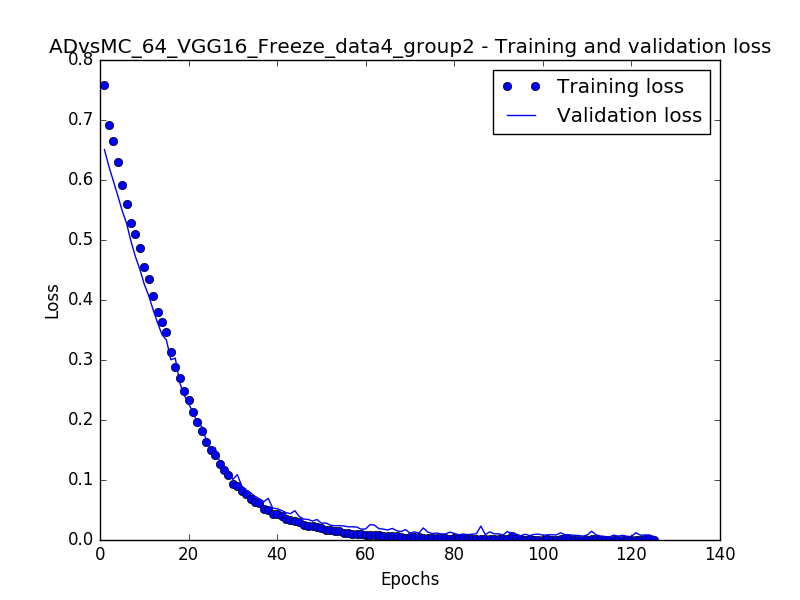 ADvsMC_64_VGG16_Freeze_data4_group2 - Training and validation loss
0.8
0.7
0.6
0.5
0.4
0.3
0.2
0.1
0.0
Loss
Training loss
Validation loss
0 20 40 60 80 100 120 140
Epochs